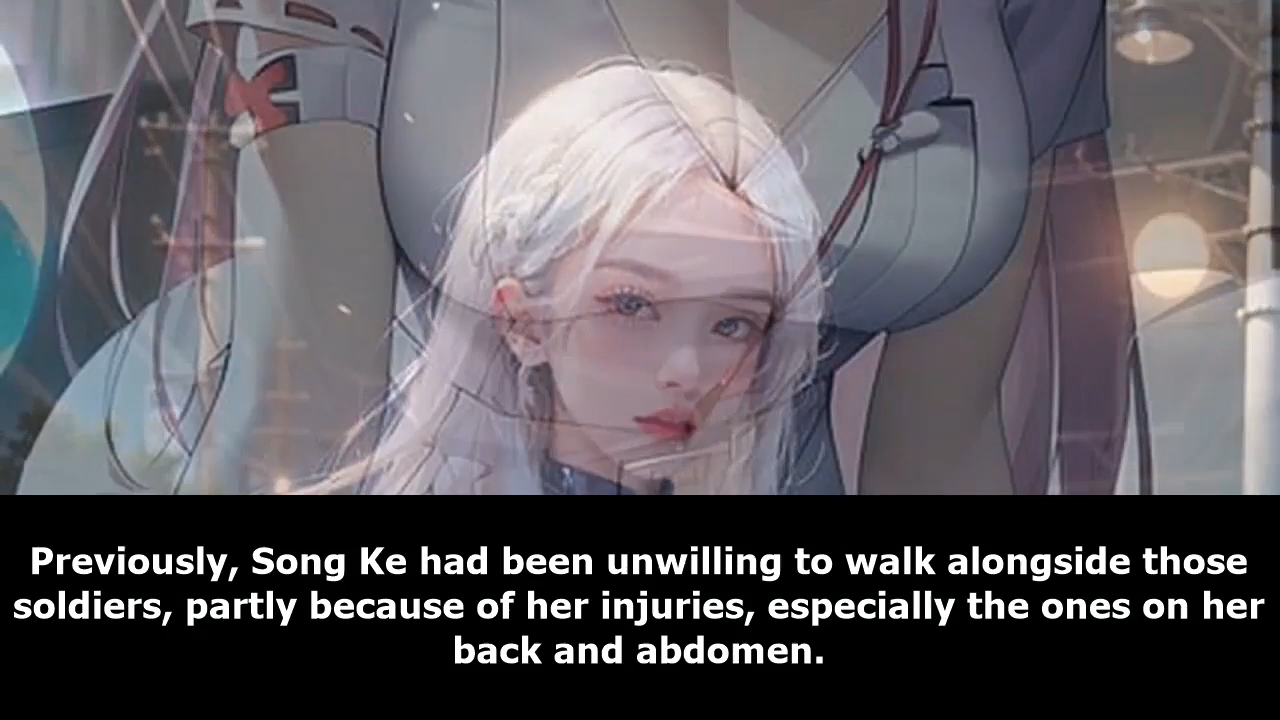 Previously, Song Ke had been unwilling to walk alongside those
soldiers, partly because of her injuries, especially the ones on her
back and abdomen.